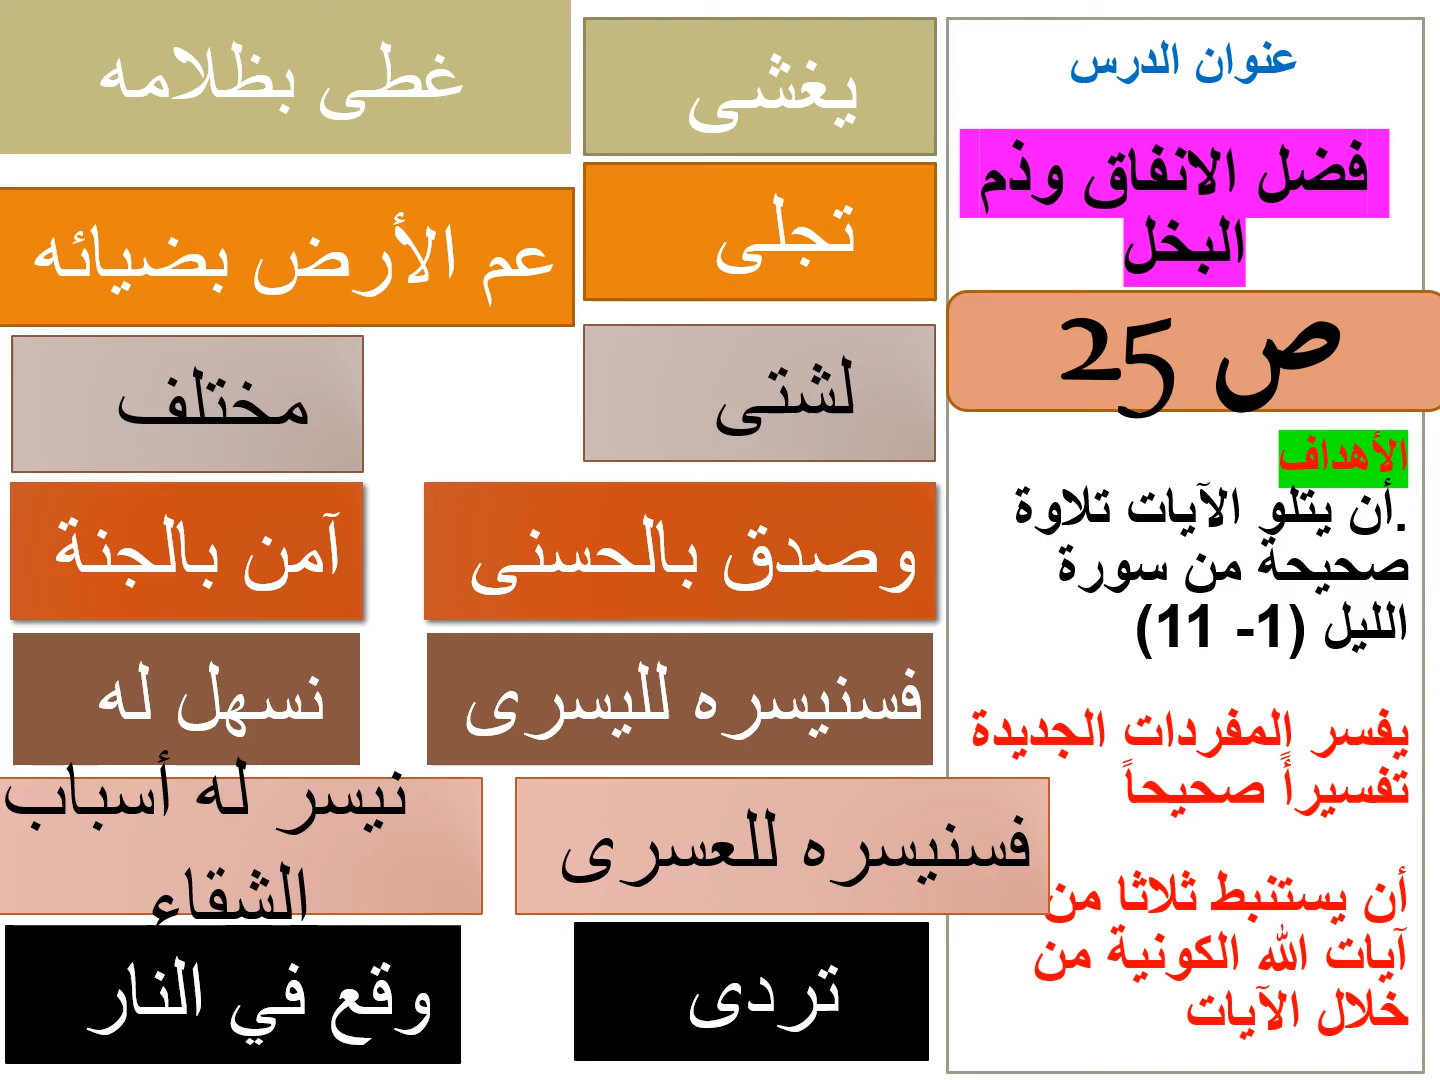 عنوان الدرس
فضل الانفاق وذم
البخل
ص 25
الأهداف
.أن يتلو الآيات تلاوة
صحيحة من سورة
الليل (1- 11)
يفسر المفردات الجديدة
تفسيراً صحيحاً
أن يستنبط ثلاثا من
آيات الله الكونية من
خلال الآيات
يغشى
غطى بظلامه
تجلى
عم الأرض بضيائه
لشتى
مختلف
وصدق بالحسنى
آمن بالجنة
فسنيسره لليسرى
نسهل له
فسنيسره للعسرى
نيسر له أسباب
الشقاء
تردى
وقع في النار